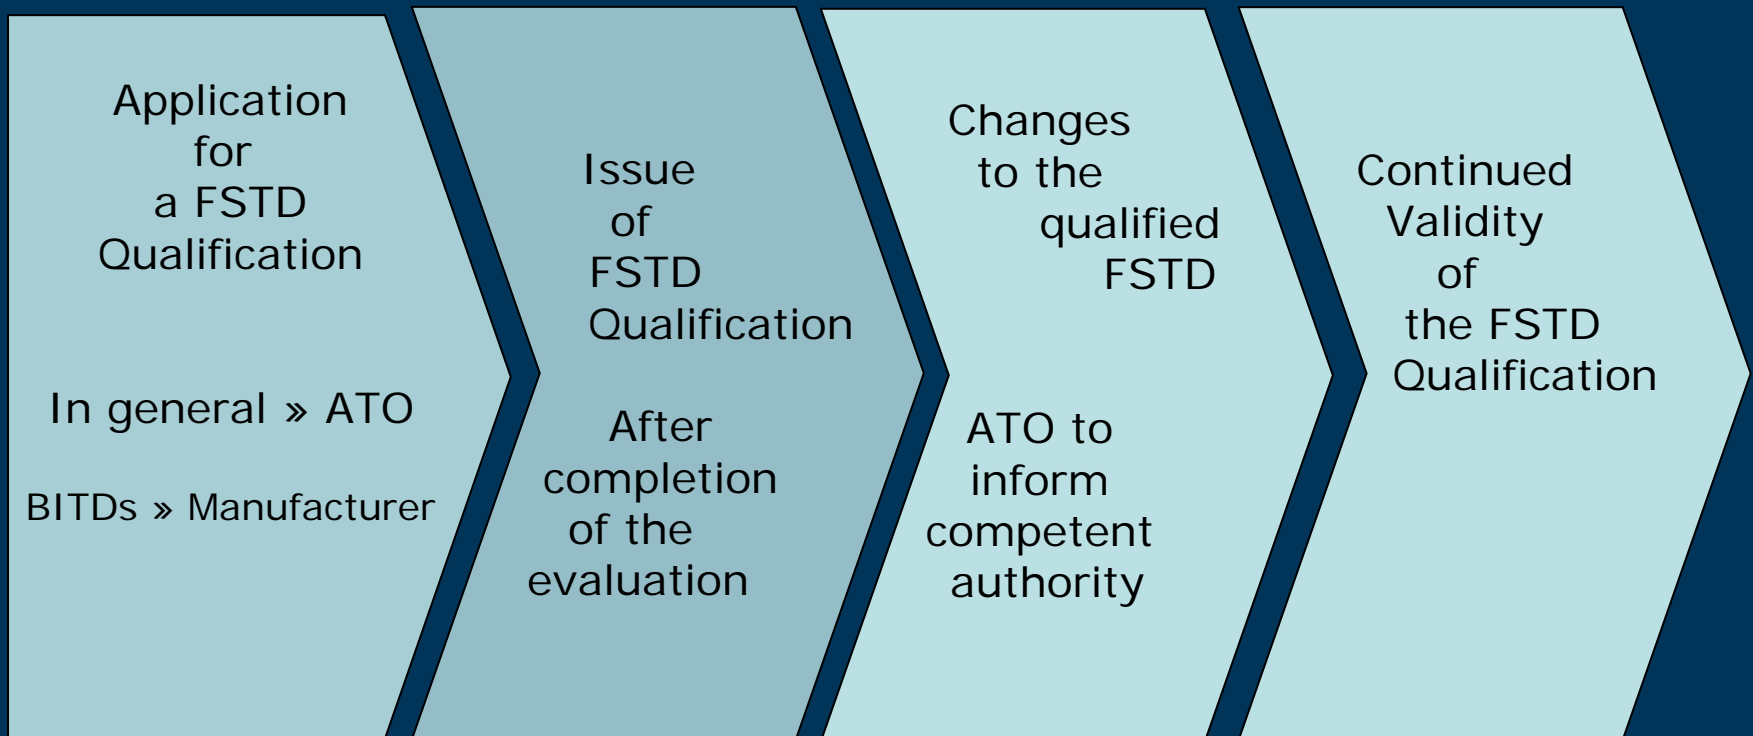 Application
for
a FSTD
Qualification
In general » ATO
BITDs » Manufacturer
Issue
of
FSTD
Qualification
After
completion
of the
evaluation
Changes
to the
qualified
FSTD
ATO to
inform
competent
authority
Continued
Validity
of
the FSTD
Qualification